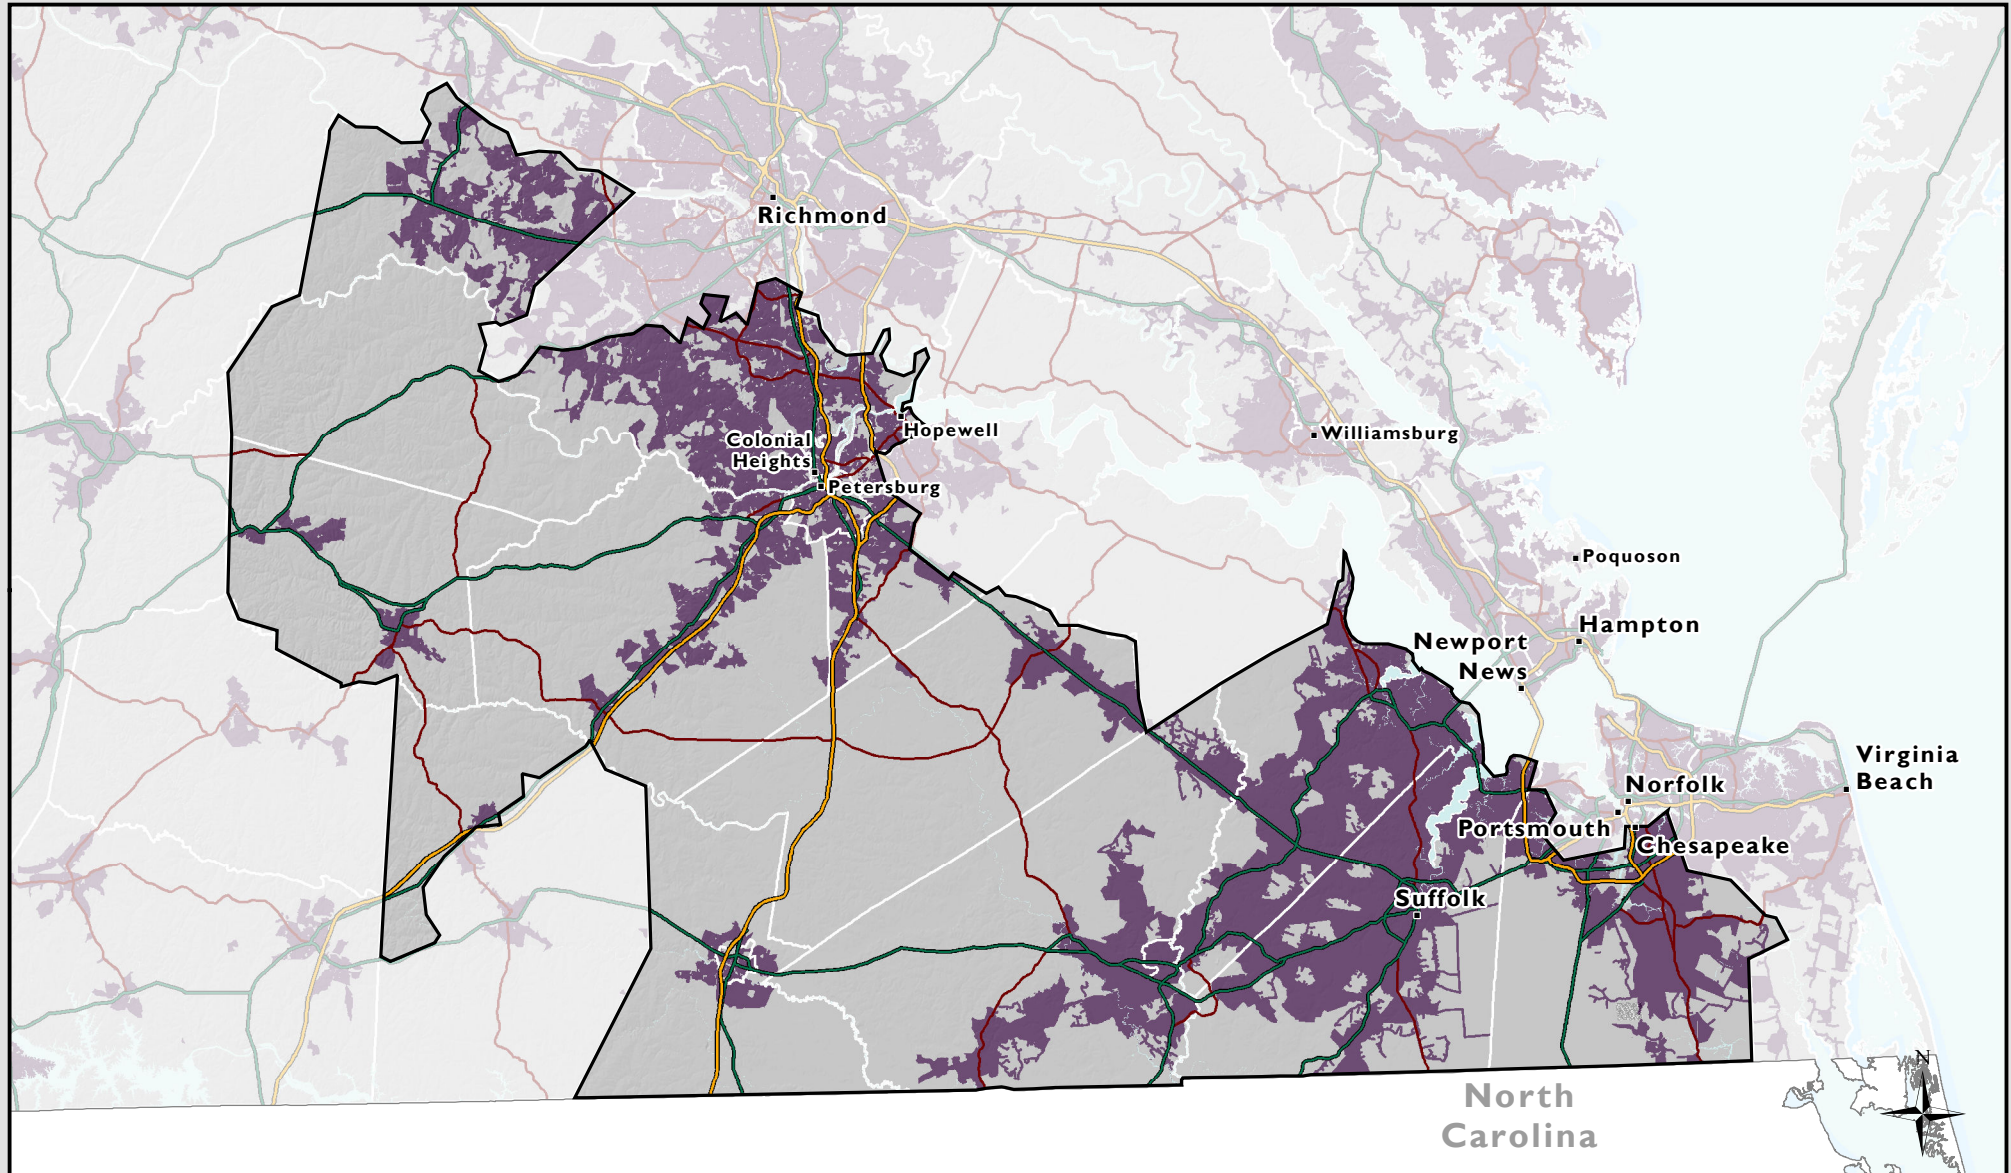 Richmond
Colonial
Heights
Hopewell
Williamsburg
Petersburg
Poquoson
Hampton
Newport
News
Virginia
Beach
Norfolk
Portsmouth
Chesapeake
Suffolk
North
Carolina
N